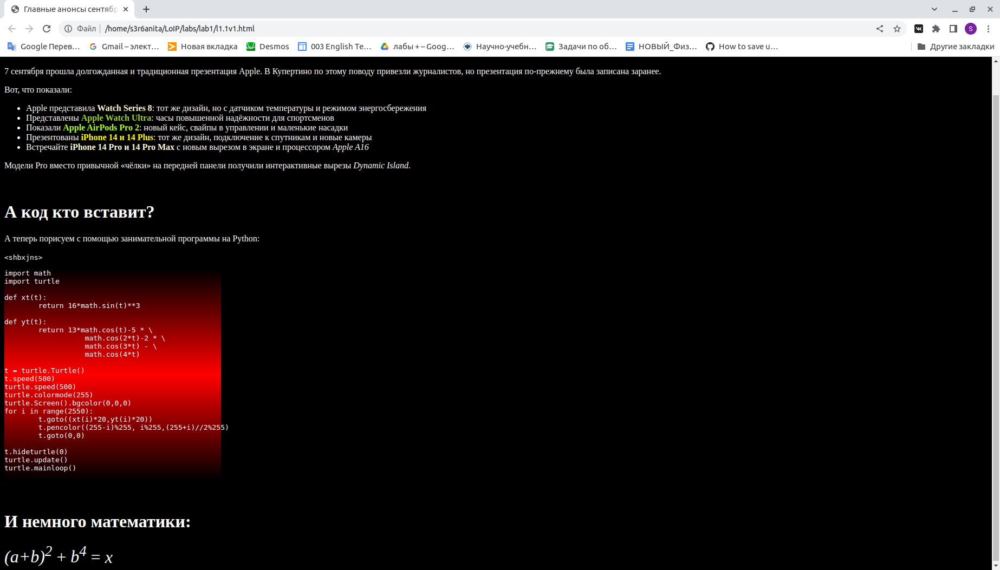 Главные анонсы сентябр
Файл
/home/s3r6anita/LoIP/labs/lab1/l1.1v1.html
S
Google Перев…
Gmail – элект…
Новая вкладка
Desmos
003 English Te…
лабы + – Goog…
Научно-учебн…
Задачи по об…
НОВЫЙ_Физ…
How to save u…
Другие закладки
7 сентября прошла долгожданная и традиционная презентация Apple. В Купертино по этому поводу привезли журналистов, но презентация по-прежнему была записана заранее.
Вот, что показали:
• Apple представила Watch Series 8: тот же дизайн, но с датчиком температуры и режимом энергосбережения
• Представлены Apple Watch Ultra: часы повышенной надёжности для спортсменов
• Показали Apple AirPods Pro 2: новый кейс, свайпы в управлении и маленькие насадки
• Презентованы iPhone 14 и 14 Plus: тот же дизайн, подключение к спутникам и новые камеры
• Встречайте iPhone 14 Pro и 14 Pro Max с новым вырезом в экране и процессором Apple A16
Модели Pro вместо привычной «чёлки» на передней панели получили интерактивные вырезы Dynamic Island.
А код кто вставит?
А теперь порисуем с помощью занимательной программы на Python:
<shbxjns>
import math
import turtle
def xt(t):
return 16*math.sin(t)**3
def yt(t):
return 13*math.cos(t)-5 * \
math.cos(2*t)-2 * \
math.cos(3*t) - \
math.cos(4*t)
t = turtle.Turtle()
t.speed(500)
turtle.speed(500)
turtle.colormode(255)
turtle.Screen().bgcolor(0,0,0)
for i in range(2550):
t.goto((xt(i)*20,yt(i)*20))
t.pencolor((255-i)%255, i%255,(255+i)//2%255)
t.goto(0,0)
t.hideturtle(0)
turtle.update()
turtle.mainloop()
И немного математики:
(a+b)² + b⁴ = x